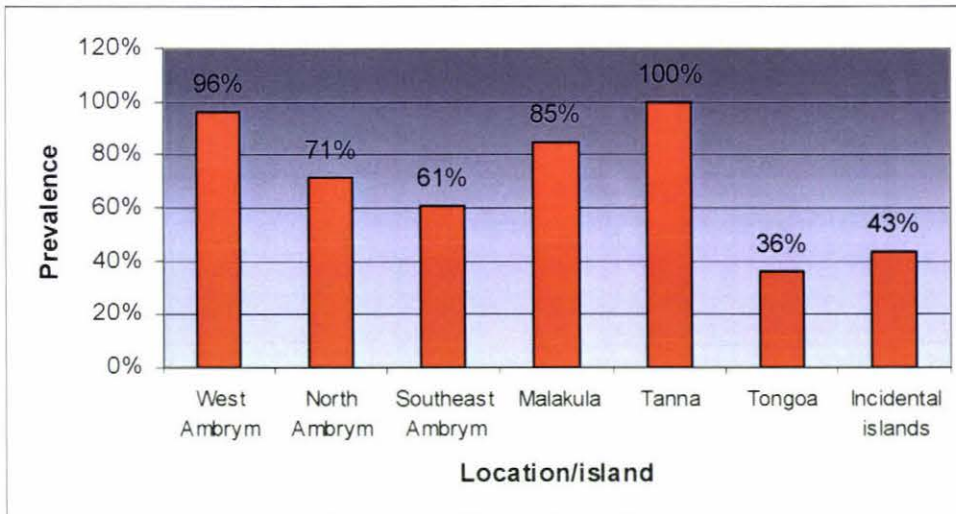 120%
100%
80%
60%
40%
20%
0%
Prevalence
96%
71%
61%
85%
100%
36%
43%
West
Ambrym
North
Ambrym
Southeast
Ambrym
Malakula
Tanna
Tongoa
Incidental
islands
Location/island